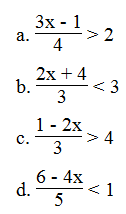 a. (3x - 1)/4 > 2
b. (2x + 4)/3 < 3
c. (1 - 2x)/3 > 4
d. (6 - 4x)/5 < 1